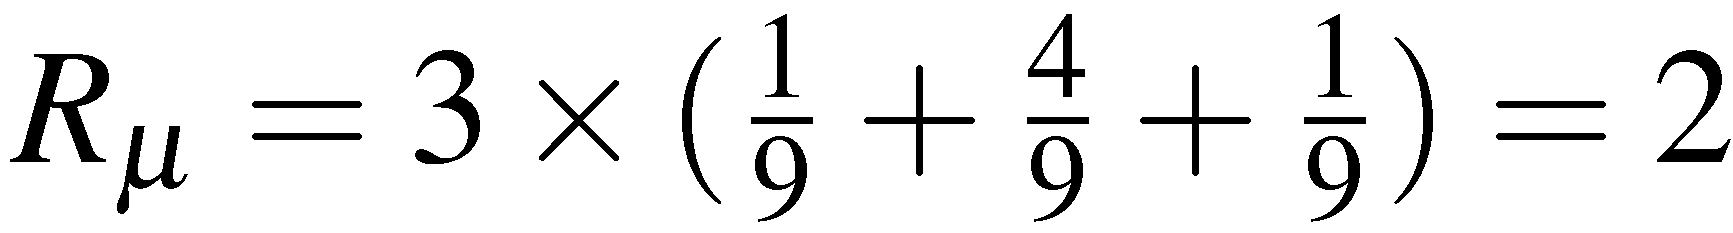 R_μ = 3 × (1/9 + 4/9 + 1/9) = 2